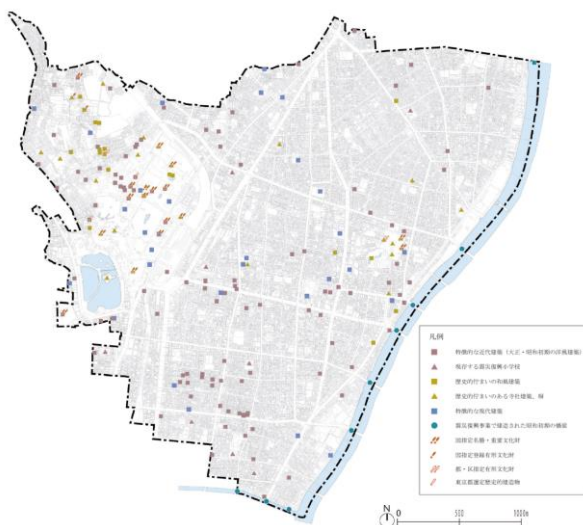 凡例
特徴的な近代建築（大正・昭和初期の洋風建築）
現存する震災復興小学校
歴史的佇まいの和風建築
歴史的佇まいのある寺社建築、祠
特徴的な現代建築
震災復興事業で建造された昭和初期の橋梁
国指定名勝・重要文化財
国指定登録有形文化財
都・区指定有形文化財
東京都選定歴史的建造物
N 0 500 1000m